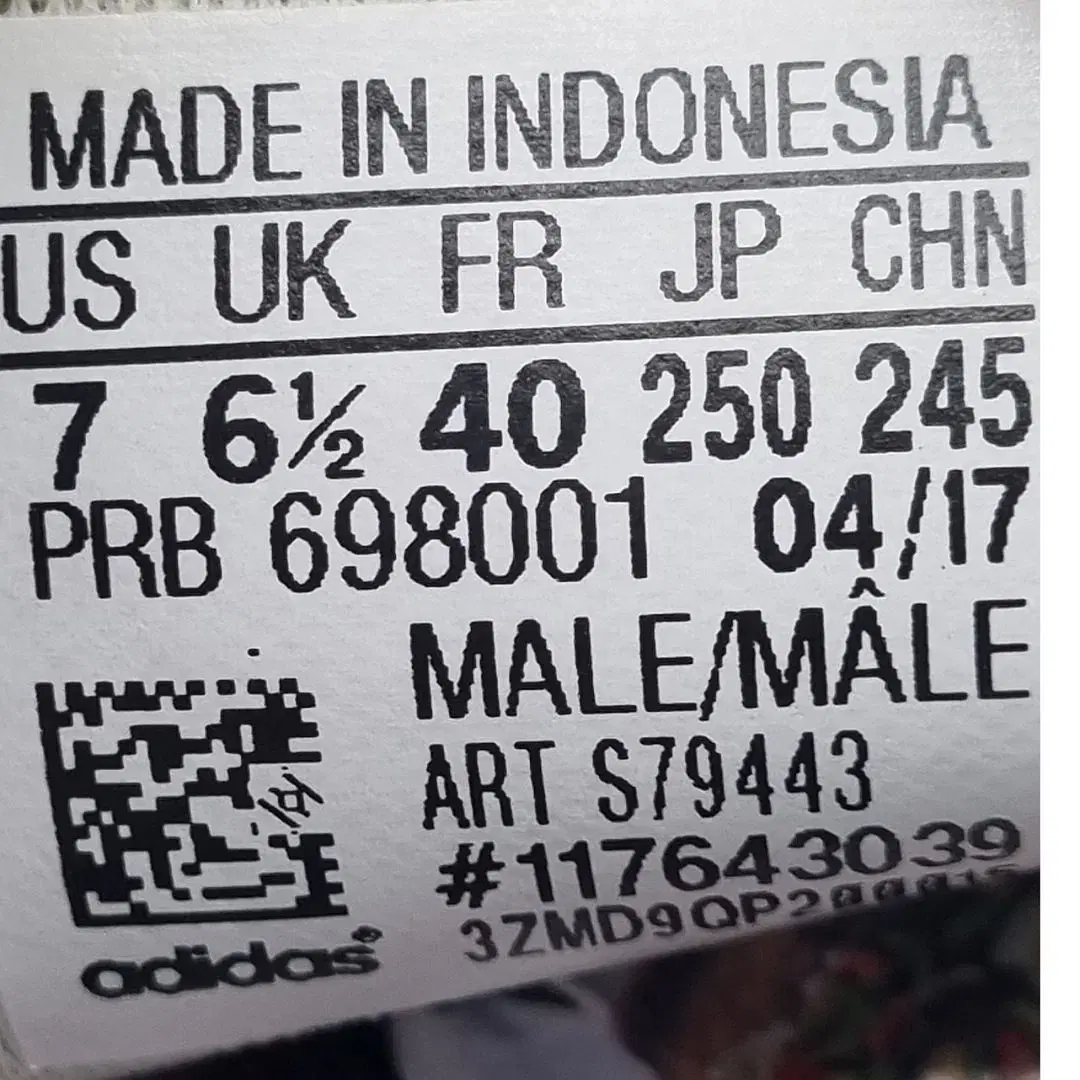 MADE IN INDONESIA
US UK FR JP CHN
7 6½ 40 250 245
PRB 698001 04/17
MALE/MÂLE
ART S79443
#117643039
adidas®